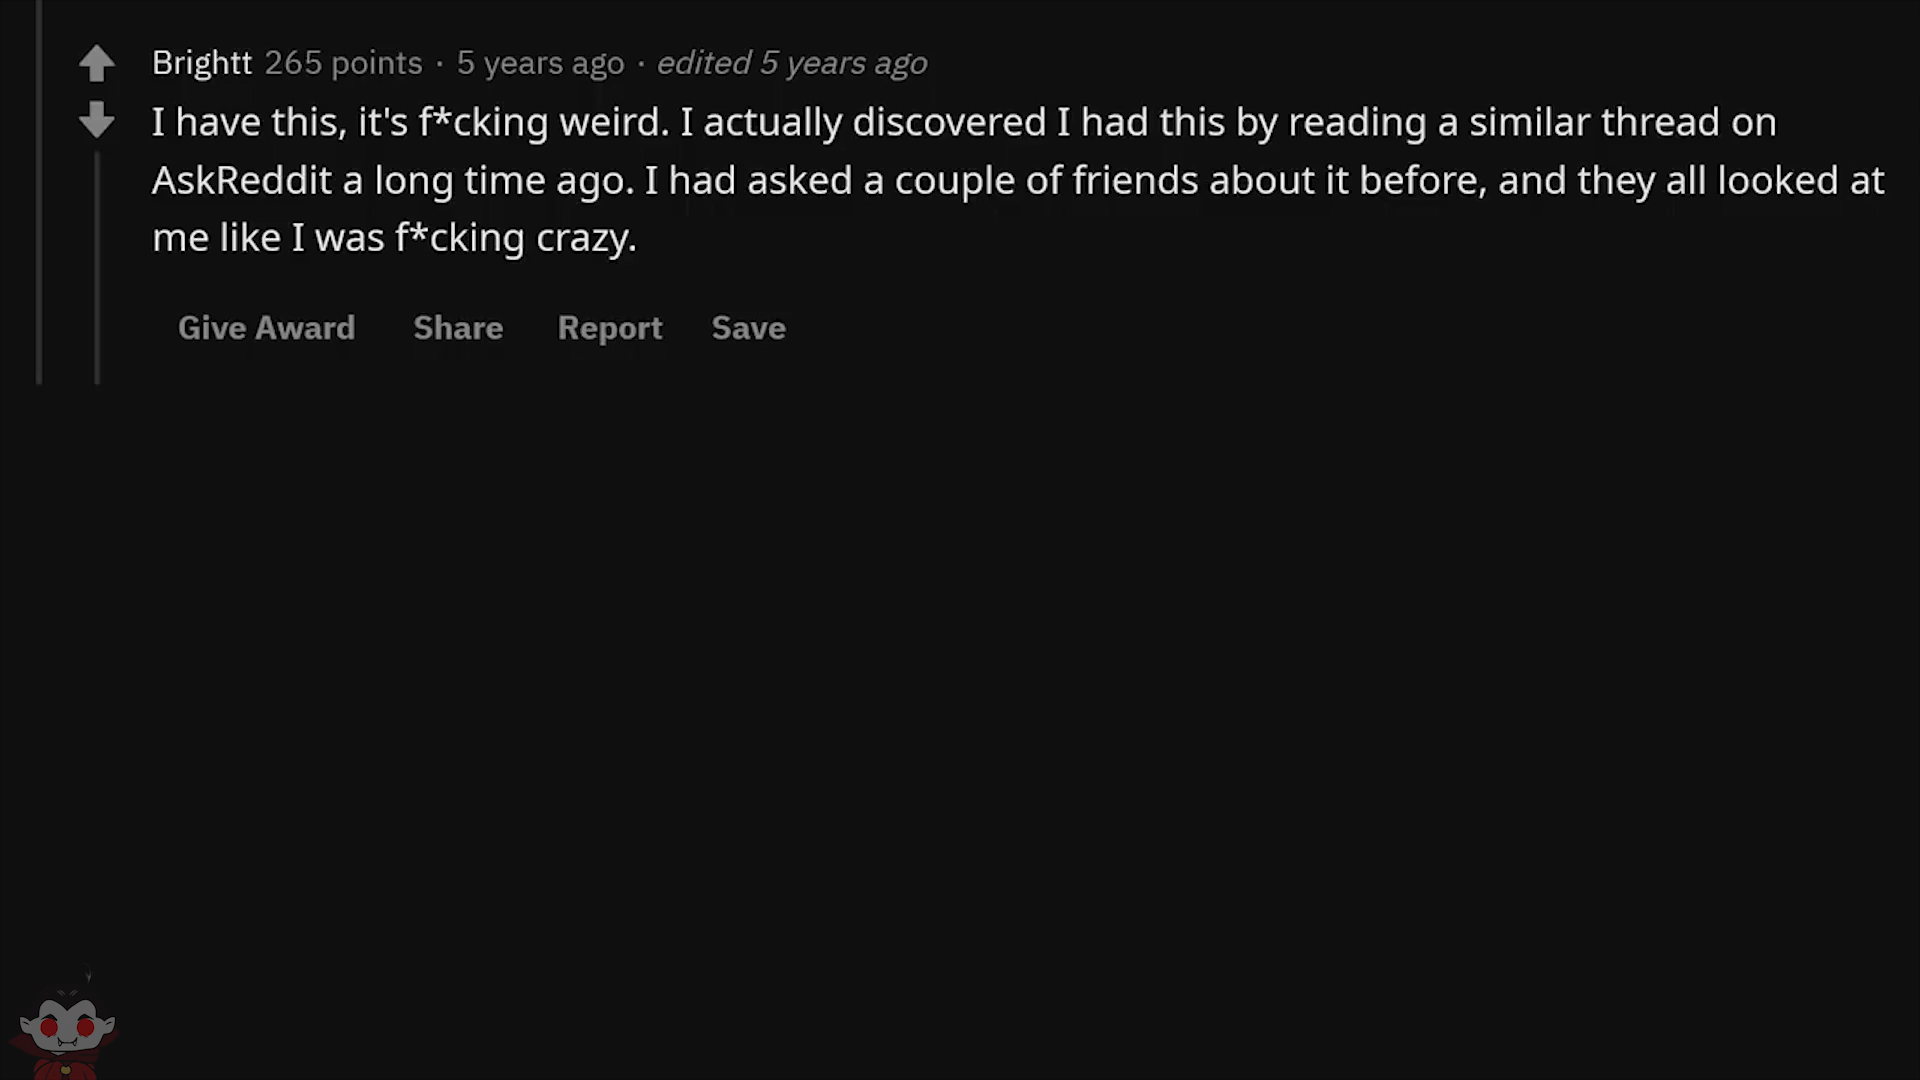 Brightt 265 points · 5 years ago · edited 5 years ago
I have this, it's f*cking weird. I actually discovered I had this by reading a similar thread on
AskReddit a long time ago. I had asked a couple of friends about it before, and they all looked at
me like I was f*cking crazy.
Give Award Share Report Save